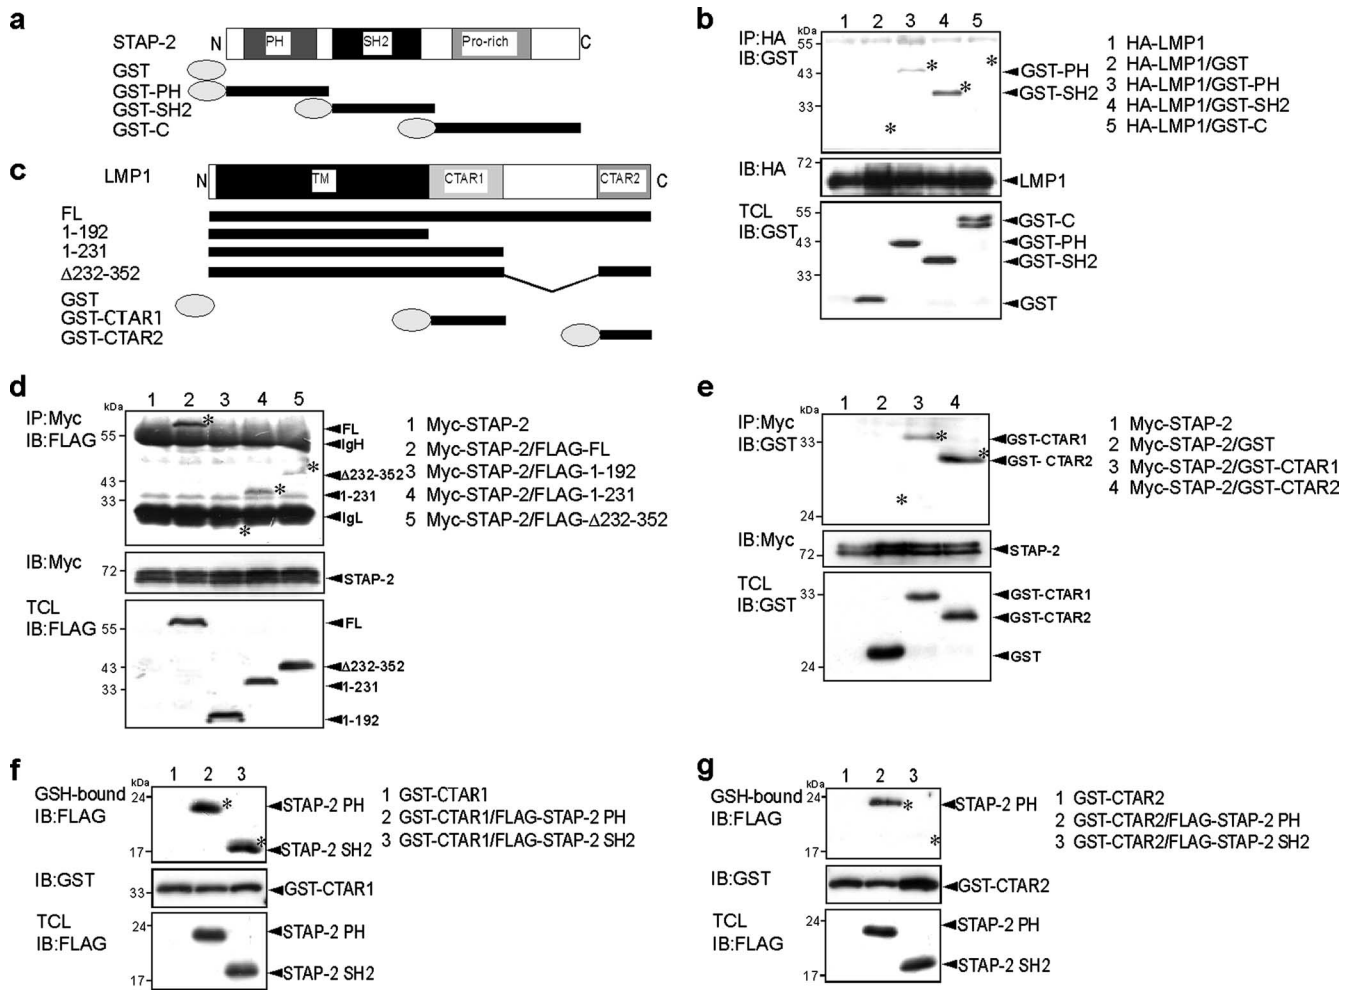 a
STAP-2 N PH SH2 Pro-rich C
GST
GST-PH
GST-SH2
GST-C
b
1 2 3 4 5
IP:HA
IB:GST
kDa
55
43
33
* * * * 
GST-PH
GST-SH2
1 HA-LMP1
2 HA-LMP1/GST
3 HA-LMP1/GST-PH
4 HA-LMP1/GST-SH2
5 HA-LMP1/GST-C
IB:HA
72
LMP1
TCL
IB:GST
55
43
33
GST-C
GST-PH
GST-SH2
GST
c
LMP1 N TM CTAR1 CTAR2 C
FL
1-192
1-231
Δ232-352
GST
GST-CTAR1
GST-CTAR2
d
1 2 3 4 5
IP:Myc
IB:FLAG
kDa
55
43
33
* * * *
FL
IgH
Δ232-352
1-231
IgL
1 Myc-STAP-2
2 Myc-STAP-2/FLAG-FL
3 Myc-STAP-2/FLAG-1-192
4 Myc-STAP-2/FLAG-1-231
5 Myc-STAP-2/FLAG-Δ232-352
IB:Myc
72
STAP-2
TCL
IB:FLAG
55
43
33
FL
Δ232-352
1-231
1-192
e
1 2 3 4
IP:Myc
IB:GST
kDa
33
24
* * *
GST-CTAR1
GST- CTAR2
1 Myc-STAP-2
2 Myc-STAP-2/GST
3 Myc-STAP-2/GST-CTAR1
4 Myc-STAP-2/GST-CTAR2
IB:Myc
72
STAP-2
TCL
IB:GST
33
24
GST-CTAR1
GST-CTAR2
GST
f
1 2 3
GSH-bound
IB:FLAG
kDa
24
17
* *
STAP-2 PH
STAP-2 SH2
1 GST-CTAR1
2 GST-CTAR1/FLAG-STAP-2 PH
3 GST-CTAR1/FLAG-STAP-2 SH2
IB:GST
33
GST-CTAR1
TCL
IB:FLAG
24
17
STAP-2 PH
STAP-2 SH2
g
1 2 3
GSH-bound
IB:FLAG
kDa
24
17
* *
STAP-2 PH
1 GST-CTAR2
2 GST-CTAR2/FLAG-STAP-2 PH
3 GST-CTAR2/FLAG-STAP-2 SH2
IB:GST
33
GST-CTAR2
TCL
IB:FLAG
24
17
STAP-2 PH
STAP-2 SH2